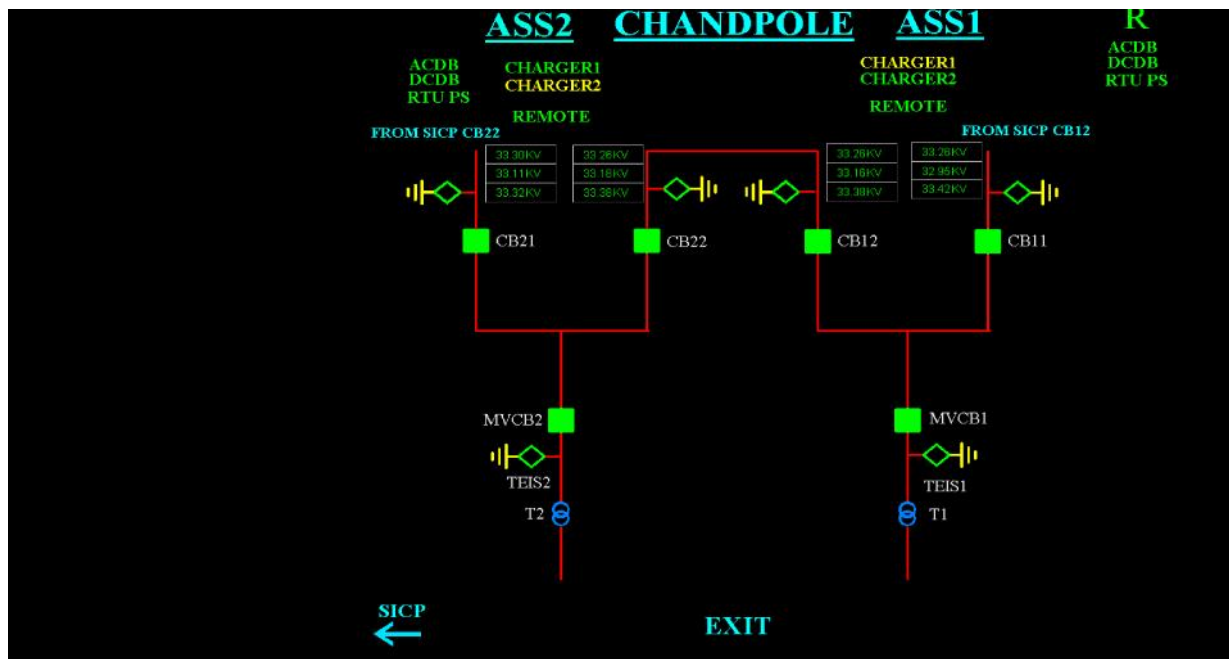 ASS2 CHANDPOLE ASS1 R
ACDB
DCDB
RTU PS
CHARGER1
CHARGER2
REMOTE
CHARGER1
CHARGER2
REMOTE
ACDB
DCDB
RTU PS
FROM SICP CB22
FROM SICP CB12
33.30KV 33.26KV 33.26KV 33.26KV
33.11KV 33.16KV 33.16KV 32.95KV
33.32KV 33.38KV 33.38KV 33.42KV
CB21 CB22 CB12 CB11
MVCB2 MVCB1
TEIS2 TEIS1
T2 T1
SICP
EXIT